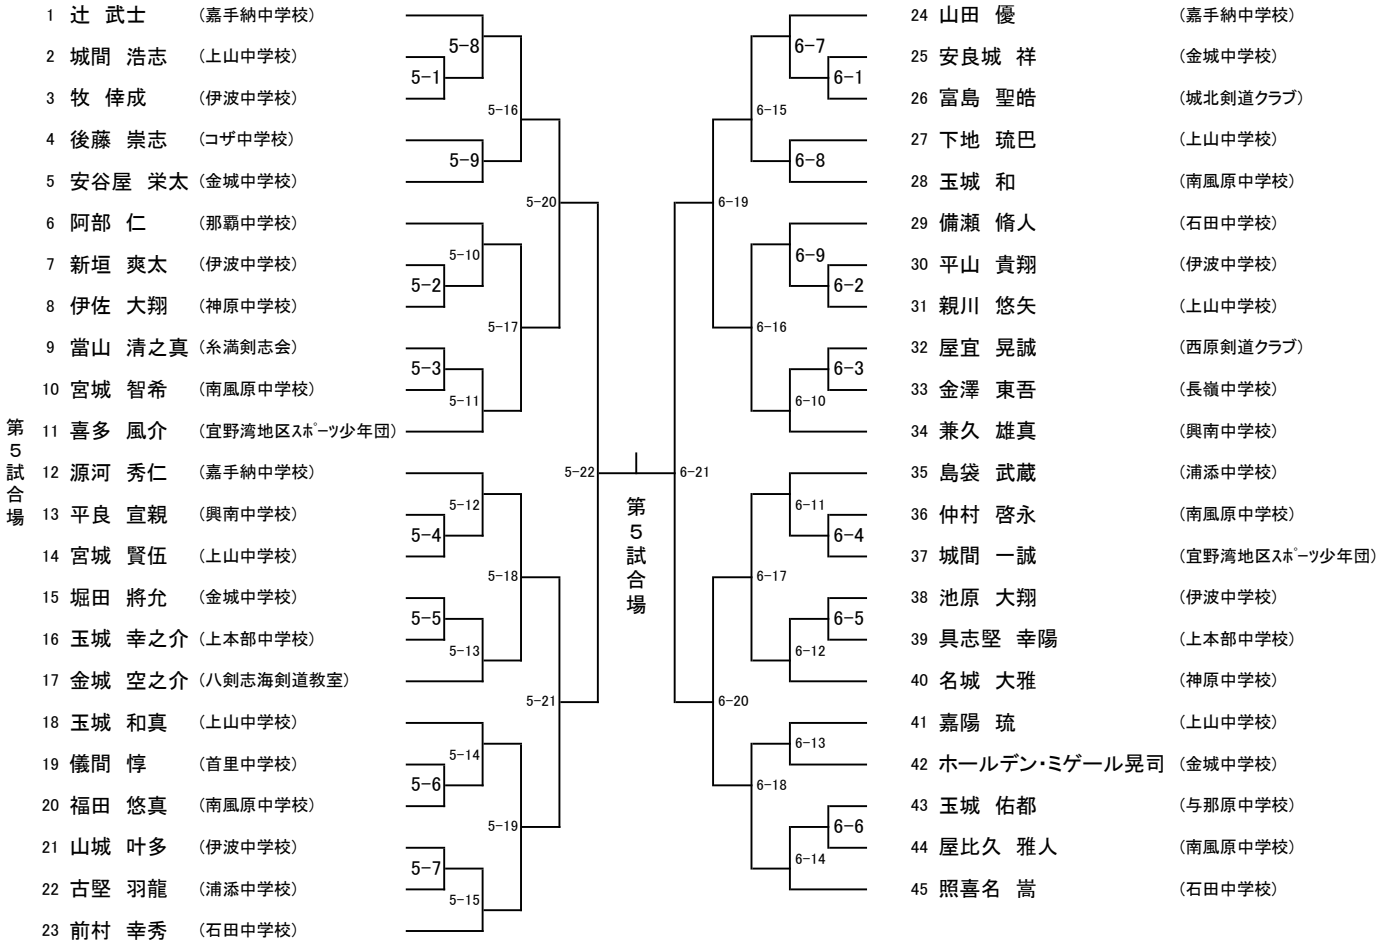 1 辻 武士 (嘉手納中学校)
2 城間 浩志 (上山中学校)
3 牧 倖成 (伊波中学校)
4 後藤 崇志 (コザ中学校)
5 安谷屋 栄太 (金城中学校)
6 阿部 仁 (那覇中学校)
7 新垣 爽太 (伊波中学校)
8 伊佐 大翔 (神原中学校)
9 當山 清之真 (糸満剣志会)
10 宮城 智希 (南風原中学校)
11 喜多 風介 (宜野湾地区ｽﾎﾟｰﾂ少年団)
12 源河 秀仁 (嘉手納中学校)
13 平良 宣親 (興南中学校)
14 宮城 賢伍 (上山中学校)
15 堀田 將允 (金城中学校)
16 玉城 幸之介 (上本部中学校)
17 金城 空之介 (八剣志海剣道教室)
18 玉城 和真 (上山中学校)
19 儀間 惇 (首里中学校)
20 福田 悠真 (南風原中学校)
21 山城 叶多 (伊波中学校)
22 古堅 羽龍 (浦添中学校)
23 前村 幸秀 (石田中学校)
第5試合場
5-1
5-2
5-3
5-4
5-5
5-6
5-7
5-8
5-9
5-10
5-11
5-12
5-13
5-14
5-15
5-16
5-17
5-18
5-19
5-20
5-21
5-22
第5試合場
6-21
6-19
6-20
6-15
6-16
6-17
6-18
6-7
6-8
6-9
6-10
6-11
6-12
6-13
6-14
6-1
6-2
6-3
6-4
6-5
6-6
24 山田 優 (嘉手納中学校)
25 安良城 祥 (金城中学校)
26 富島 聖皓 (城北剣道クラブ)
27 下地 琉巴 (上山中学校)
28 玉城 和 (南風原中学校)
29 備瀬 脩人 (石田中学校)
30 平山 貴翔 (伊波中学校)
31 親川 悠矢 (上山中学校)
32 屋宜 晃誠 (西原剣道クラブ)
33 金澤 東吾 (長嶺中学校)
34 兼久 雄真 (興南中学校)
35 島袋 武蔵 (浦添中学校)
36 仲村 啓永 (南風原中学校)
37 城間 一誠 (宜野湾地区ｽﾎﾟｰﾂ少年団)
38 池原 大翔 (伊波中学校)
39 具志堅 幸陽 (上本部中学校)
40 名城 大雅 (神原中学校)
41 嘉陽 琉 (上山中学校)
42 ホールデン・ミゲール晃司 (金城中学校)
43 玉城 佑都 (与那原中学校)
44 屋比久 雅人 (南風原中学校)
45 照喜名 嵩 (石田中学校)